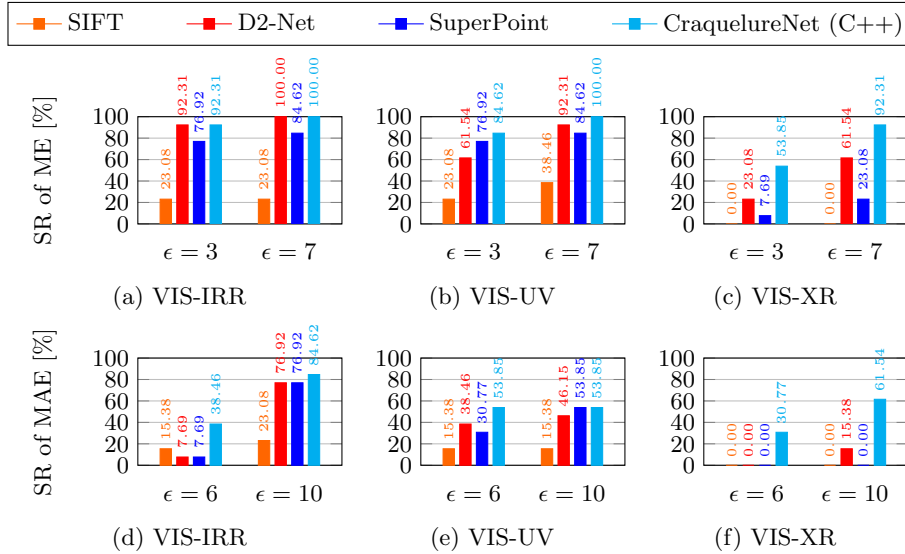 SIFT D2-Net SuperPoint CraquelureNet (C++)
SR of ME [%]
100
80
60
40
20
0
23.08 92.31 76.92 92.31 23.08 100.00 84.62 100.00
ϵ = 3 ϵ = 7
(a) VIS-IRR
100
80
60
40
20
0
23.08 61.54 76.92 84.62 38.46 92.31 84.62 100.00
ϵ = 3 ϵ = 7
(b) VIS-UV
100
80
60
40
20
0
0.00 23.08 7.69 53.85 0.00 61.54 23.08 92.31
ϵ = 3 ϵ = 7
(c) VIS-XR
SR of MAE [%]
100
80
60
40
20
0
15.38 7.69 7.69 38.46 23.08 76.92 76.92 84.62
ϵ = 6 ϵ = 10
(d) VIS-IRR
100
80
60
40
20
0
15.38 38.46 30.77 53.85 15.38 46.15 53.85 53.85
ϵ = 6 ϵ = 10
(e) VIS-UV
100
80
60
40
20
0
0.00 0.00 0.00 30.77 0.00 15.38 0.00 61.54
ϵ = 6 ϵ = 10
(f) VIS-XR